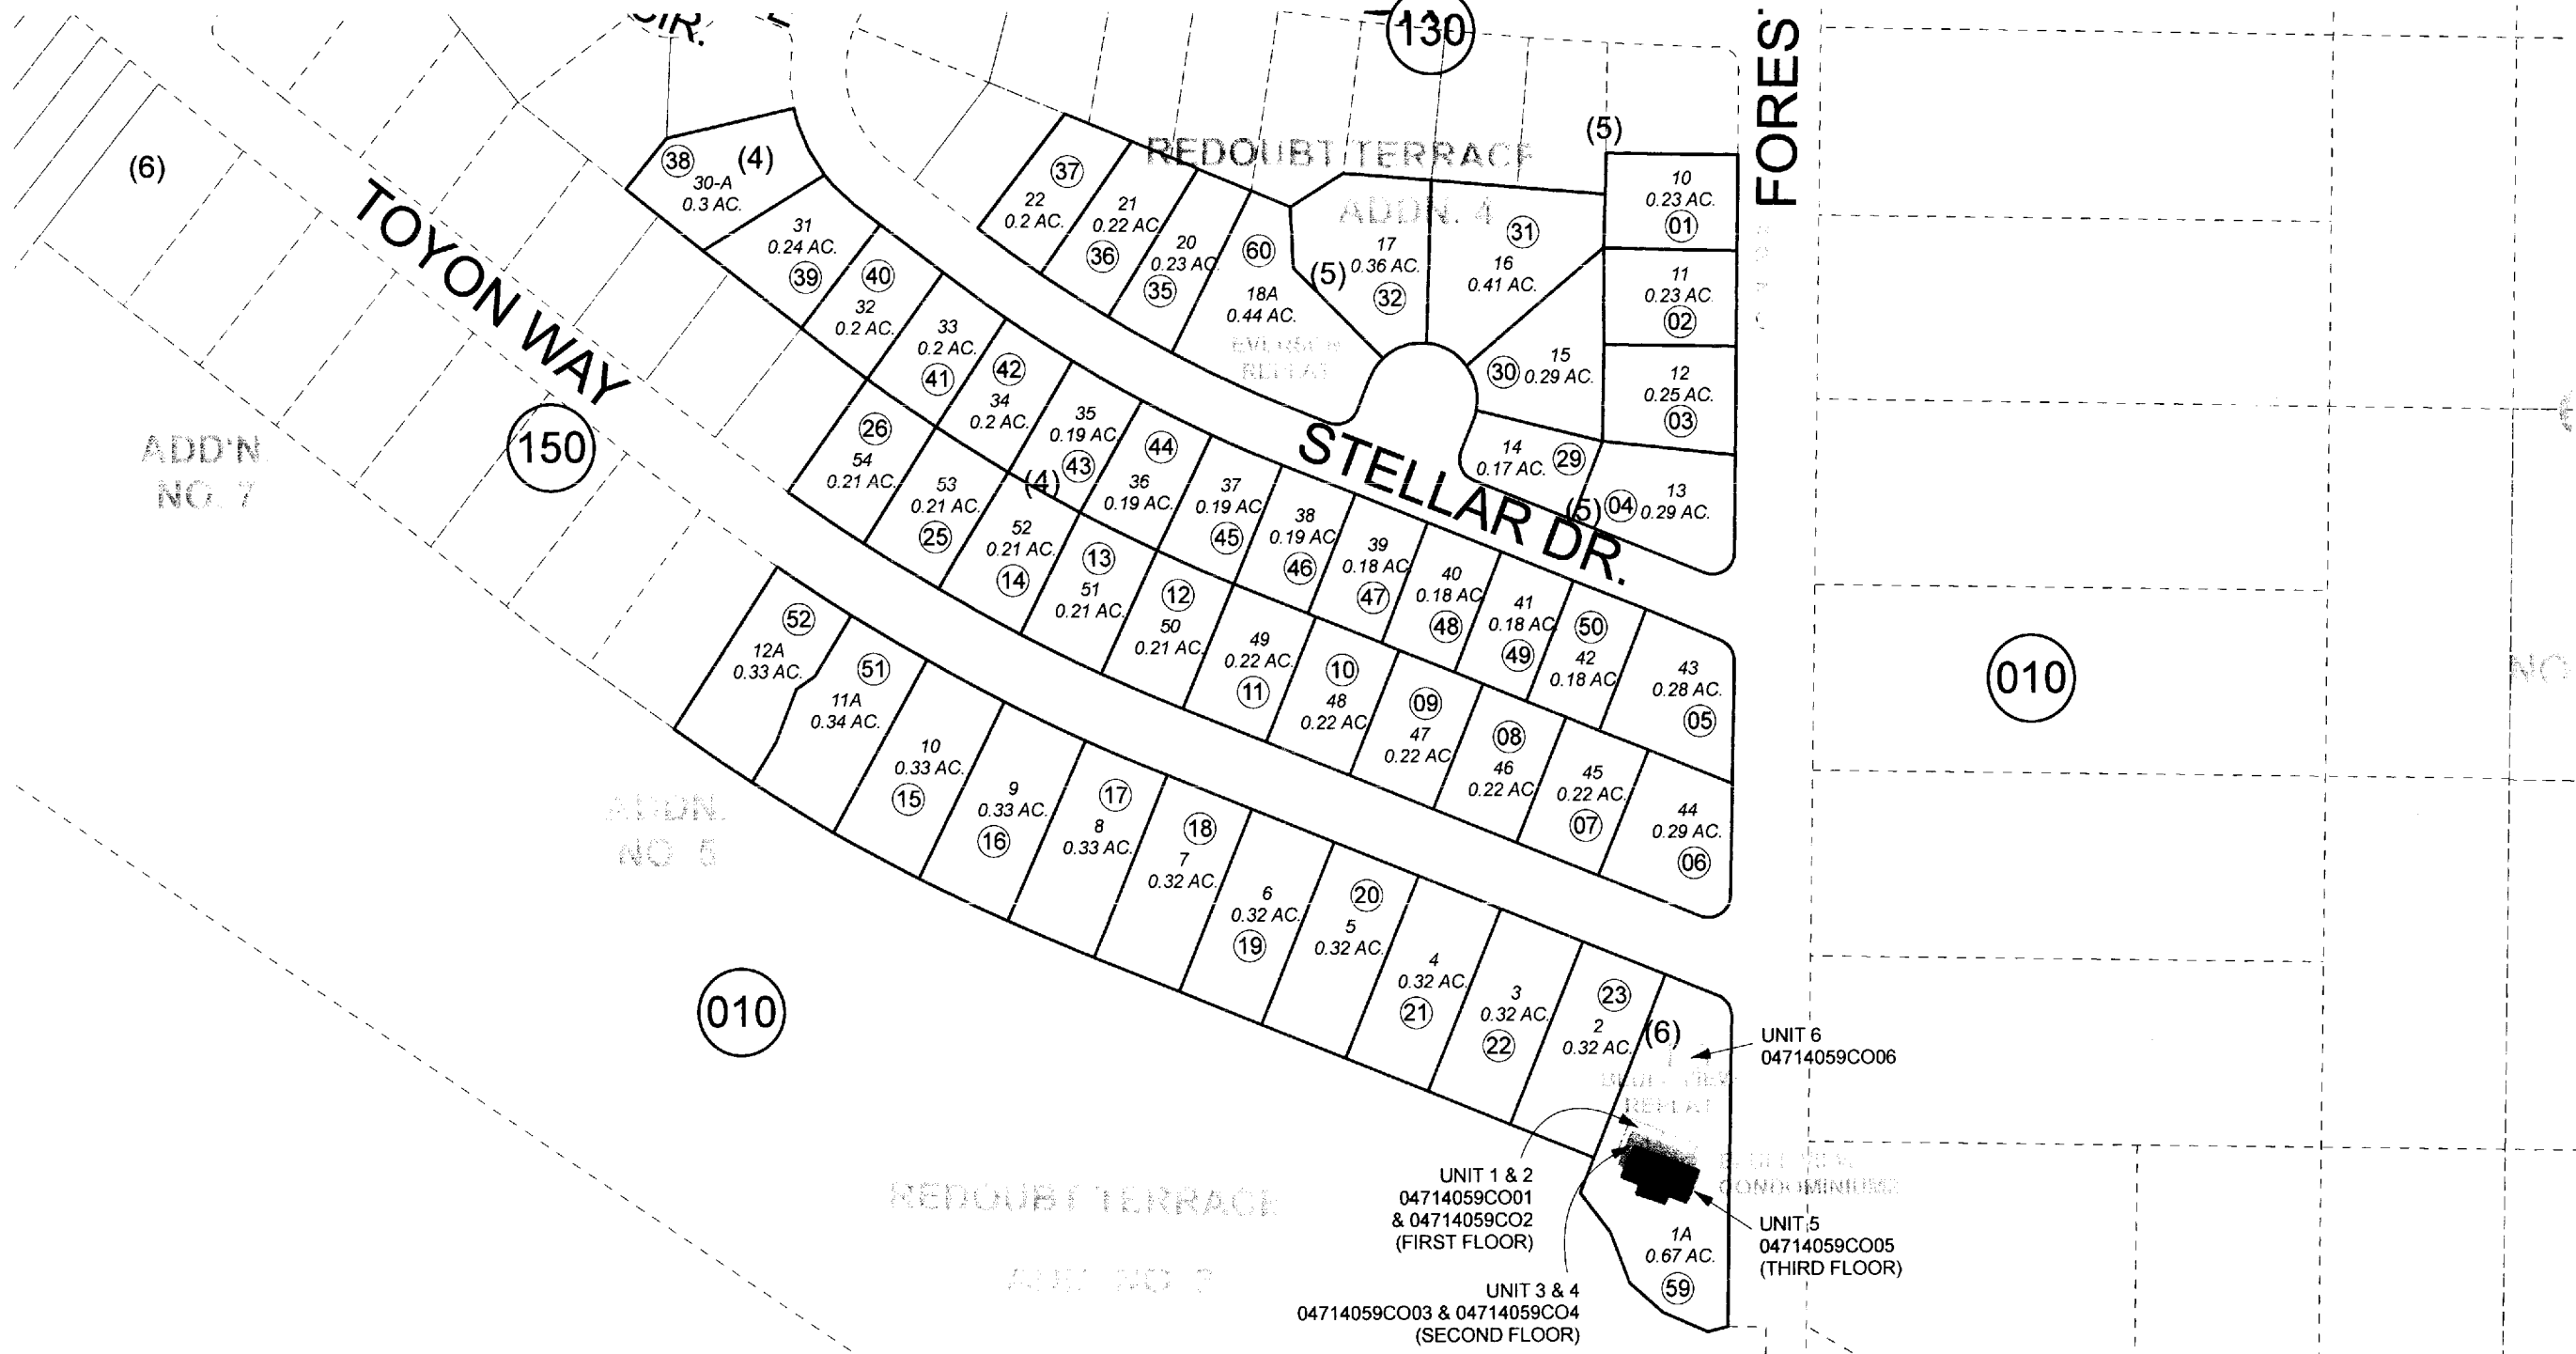 CIR.
130
FORES
(5)
(6)
REDOUBT TERRACE
ADDN. 4
38
(4)
30-A
0.3 AC.
37
22
0.2 AC.
21
0.22 AC.
36
20
0.23 AC.
35
60
18A
0.44 AC.
(5)
17
0.36 AC.
32
31
16
0.41 AC.
10
0.23 AC.
01
11
0.23 AC.
02
12
0.25 AC.
03
15
30
0.29 AC.
14
0.17 AC.
29
(5)
04
13
0.29 AC.
REPLAT
TOYON WAY
STELLAR DR.
31
0.24 AC.
39
40
32
0.2 AC.
33
0.2 AC.
41
42
34
0.2 AC.
35
0.19 AC.
43
(4)
44
36
0.19 AC.
37
0.19 AC.
45
38
0.19 AC.
46
39
0.18 AC.
47
40
0.18 AC.
48
41
0.18 AC.
49
50
42
0.18 AC.
43
0.28 AC.
05
26
54
0.21 AC.
53
0.21 AC.
25
52
0.21 AC.
14
13
51
0.21 AC.
12
50
0.21 AC.
49
0.22 AC.
11
10
48
0.22 AC.
09
47
0.22 AC.
08
46
0.22 AC.
45
0.22 AC.
07
44
0.29 AC.
06
ADD'N.
NO. 7
150
010
NO
52
12A
0.33 AC.
51
11A
0.34 AC.
10
0.33 AC.
15
9
0.33 AC.
16
17
8
0.33 AC.
18
7
0.32 AC.
6
0.32 AC.
19
20
5
0.32 AC.
4
0.32 AC.
21
3
0.32 AC.
22
23
2
0.32 AC.
(6)
ADDN.
NO 5
010
UNIT 6
04714059CO06
REPLAT
UNIT 1 & 2
04714059CO01
& 04714059CO2
(FIRST FLOOR)
CONDOMINIUMS
UNIT 5
04714059CO05
(THIRD FLOOR)
1A
0.67 AC.
59
UNIT 3 & 4
04714059CO03 & 04714059CO4
(SECOND FLOOR)
REDOUBT TERRACE